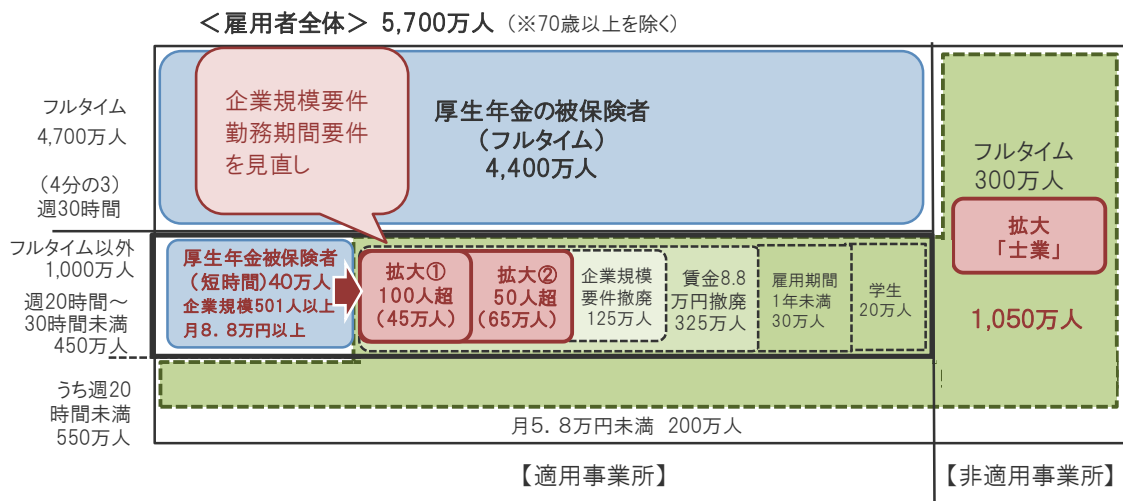 ＜雇用者全体＞ 5,700万人 （※70歳以上を除く）
フルタイム
4,700万人
（4分の3）
週30時間
フルタイム以外
1,000万人
週20時間～
30時間未満
450万人
うち週20
時間未満
550万人
企業規模要件
勤務期間要件
を見直し
厚生年金の被保険者
（フルタイム）
4,400万人
厚生年金被保険者
（短時間）40万人
企業規模501人以上
月8．8万円以上
拡大①
100人超
（45万人）
拡大②
50人超
（65万人）
企業規模
要件撤廃
125万人
賃金8.8
万円撤廃
325万人
雇用期間
1年未満
30万人
学生
20万人
フルタイム
300万人
拡大
「士業」
1,050万人
月5．8万円未満 200万人
【適用事業所】
【非適用事業所】